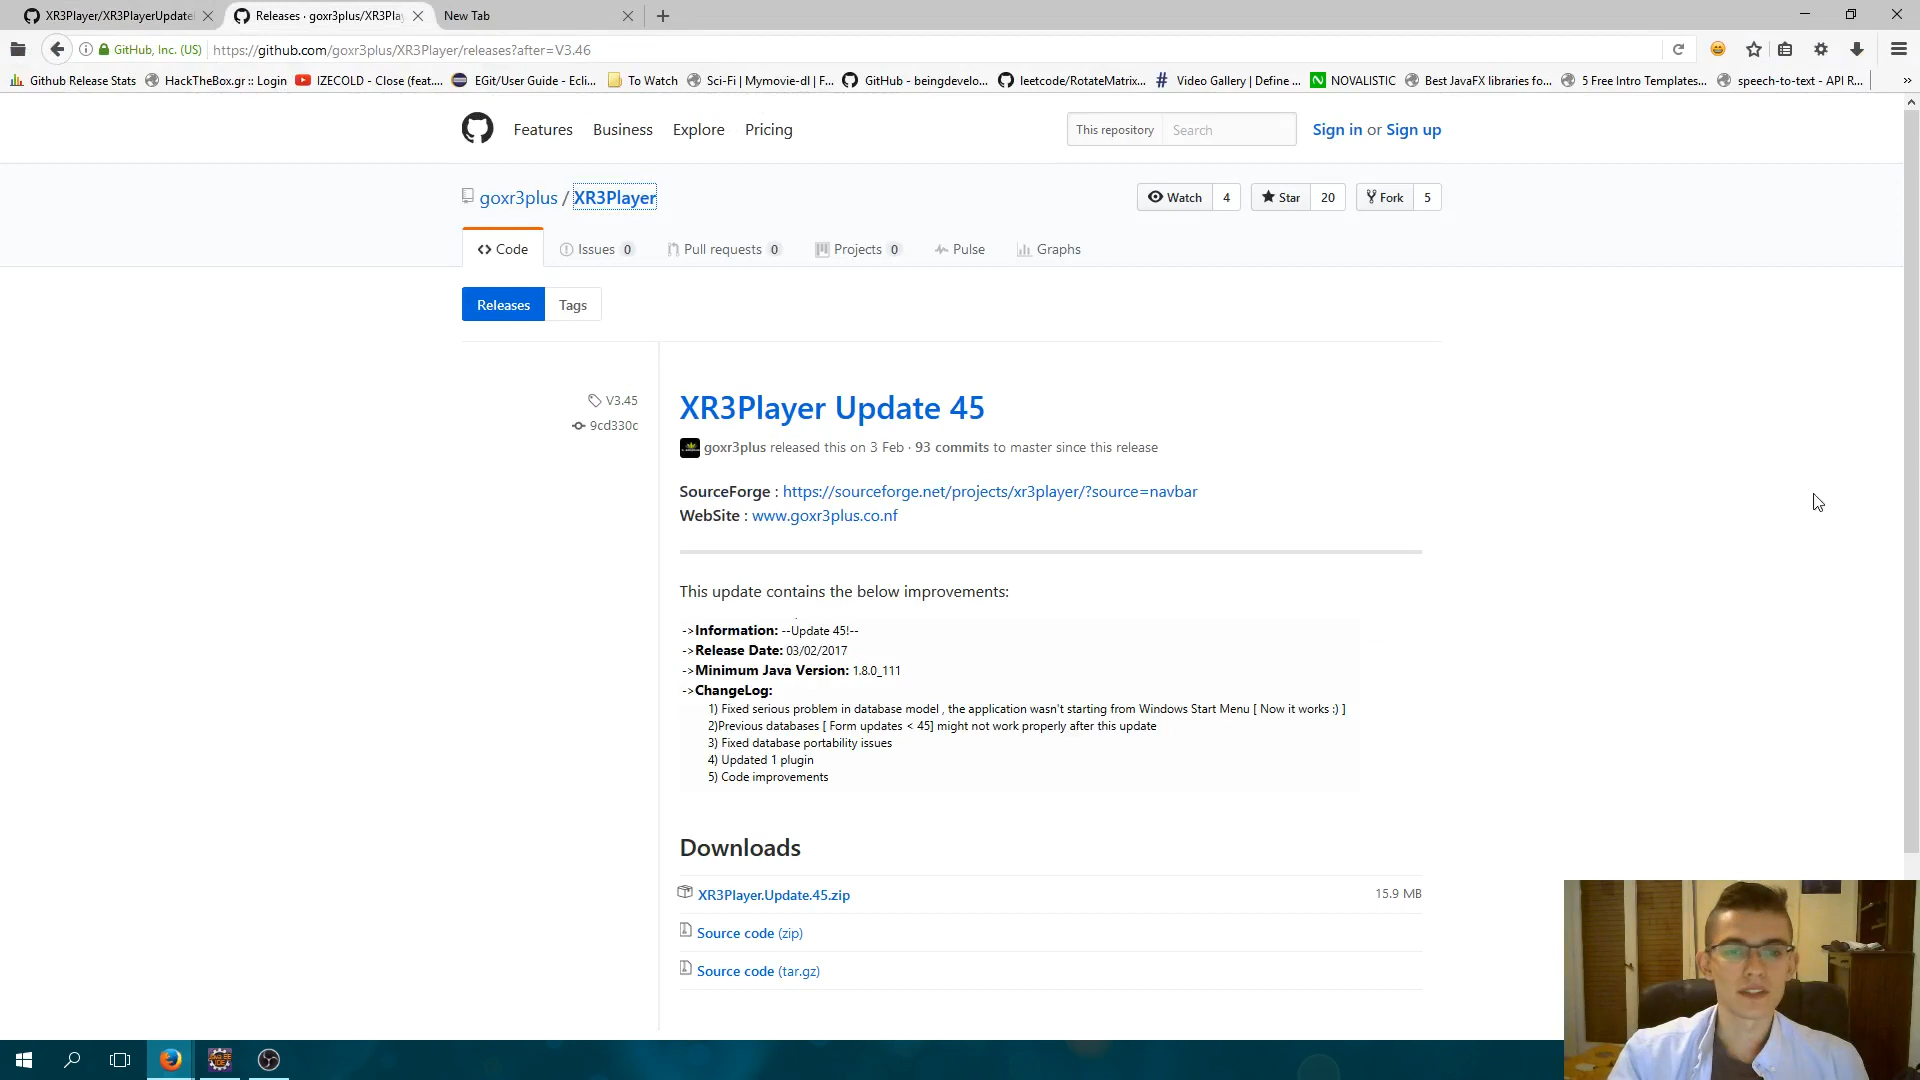 XR3Player/XR3PlayerUpdatel
Releases · goxr3plus/XR3Play
New Tab
GitHub, Inc. (US)
https://github.com/goxr3plus/XR3Player/releases?after=V3.46
Github Release Stats
HackTheBox.gr :: Login
IZECOLD - Close (feat....
EGit/User Guide - Ecli...
To Watch
Sci-Fi | Mymovie-dl | F...
GitHub - beingdevelo...
leetcode/RotateMatrix...
Video Gallery | Define ...
NOVALISTIC
Best JavaFX libraries fo...
5 Free Intro Templates...
speech-to-text - API R...
Features
Business
Explore
Pricing
This repository
Search
Sign in or Sign up
goxr3plus / XR3Player
Watch 4
Star 20
Fork 5
Code
Issues 0
Pull requests 0
Projects 0
Pulse
Graphs
Releases
Tags
V3.45
9cd330c
XR3Player Update 45
goxr3plus released this on 3 Feb · 93 commits to master since this release
SourceForge : https://sourceforge.net/projects/xr3player/?source=navbar
WebSite : www.goxr3plus.co.nf
This update contains the below improvements:
->Information: --Update 45!--
->Release Date: 03/02/2017
->Minimum Java Version: 1.8.0_111
->ChangeLog:
1) Fixed serious problem in database model , the application wasn't starting from Windows Start Menu [ Now it works :) ]
2)Previous databases [ Form updates < 45] might not work properly after this update
3) Fixed database portability issues
4) Updated 1 plugin
5) Code improvements
Downloads
XR3Player.Update.45.zip
15.9 MB
Source code (zip)
Source code (tar.gz)